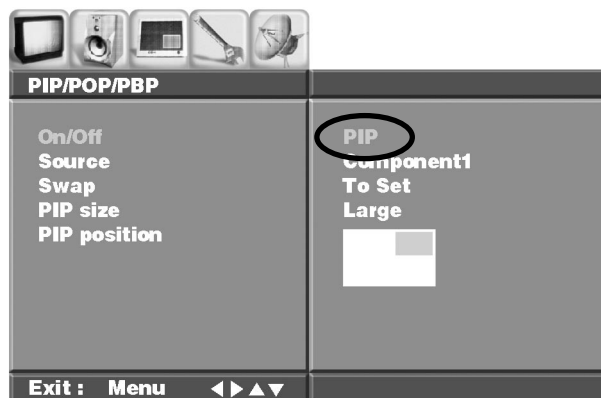 PIP/POP/PBP
On/Off PIP
Source Component1
Swap To Set
PIP size Large
PIP position
Exit : Menu ◀▶▲▼